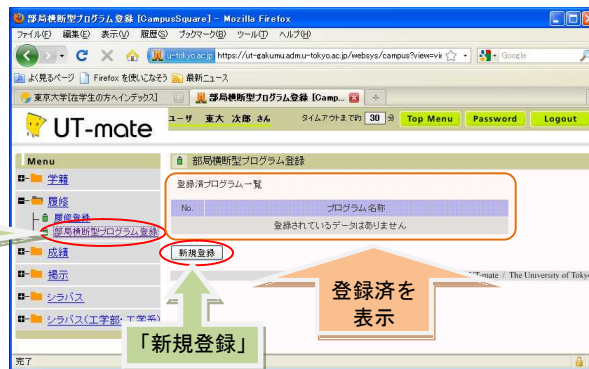 部局横断型プログラム登録 [CampusSquare] - Mozilla Firefox
ファイル(F) 編集(E) 表示(V) 履歴(S) ブックマーク(B) ツール(T) ヘルプ(H)
u-tokyo.ac.jp https://ut-gakumu.adm.u-tokyo.ac.jp/websys/campus?view=vie
Google
よく見るページ Firefox を使いこなそう 最新ニュース
東京大学[在学生の方へインデックス] 部局横断型プログラム登録 [Camp...
UT-mate
ユーザ 東大 次郎 さん タイムアウトまで約 30 分 Top Menu Password Logout
Menu
学籍
履修
履修登録
部局横断型プログラム登録
成績
掲示
シラバス
シラバス(工学部・工学系)
部局横断型プログラム登録
登録済プログラム一覧
No. プログラム名称
登録されているデータはありません
新規登録
UT-mate / The University of Tokyo
登録済を
表示
「新規登録」
完了